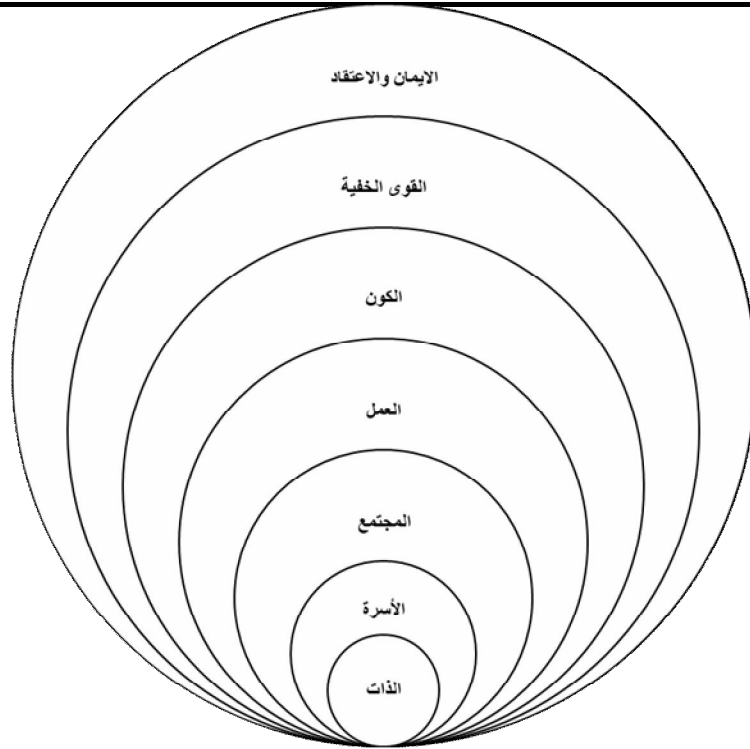 الايمان والاعتقاد
القوى الخفية
الكون
العمل
المجتمع
الأسرة
الذات